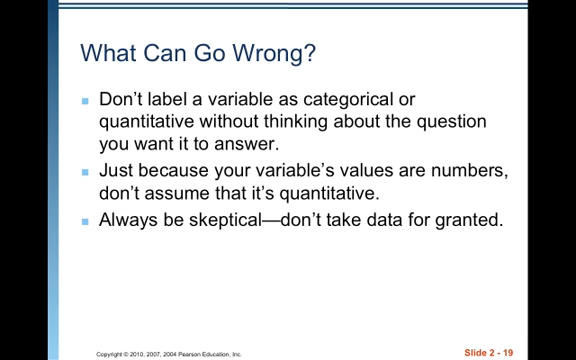 What Can Go Wrong?
Don't label a variable as categorical or
quantitative without thinking about the question
you want it to answer.
Just because your variable's values are numbers,
don't assume that it's quantitative.
Always be skeptical—don't take data for granted.
Copyright © 2010, 2007, 2004 Pearson Education, Inc.
Slide 2 - 19